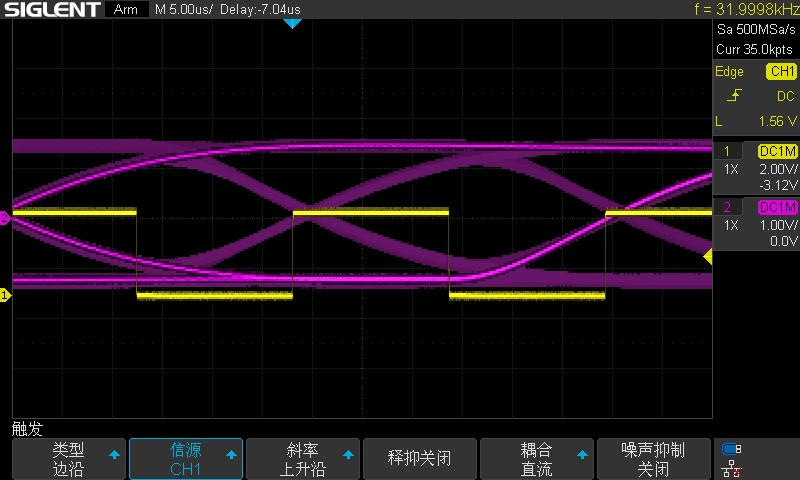 SIGLENT Arm M 5.00us/ Delay:-7.04us f = 31.9998kHz
Sa 500MSa/s
Curr 35.0kpts
Edge CH1
DC
L 1.56 V
1 DC1M
1X 2.00V/
-3.12V
2 DC1M
1X 1.00V/
0.0V
2
1
触发
类型 信源 斜率 释抑关闭 耦合 噪声抑制
边沿 CH1 上升沿 直流 关闭